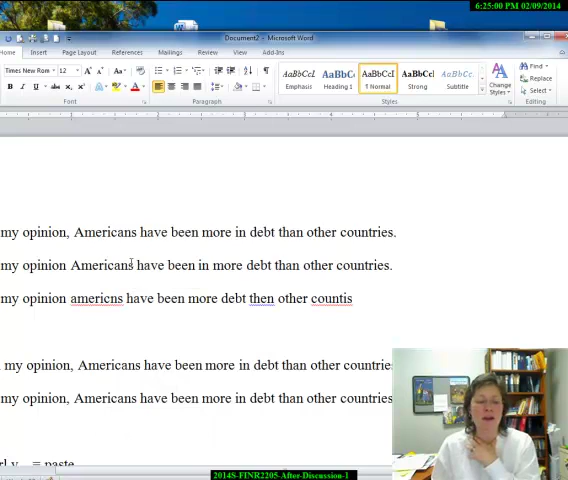 6:25:00 PM 02/09/2014
Document2 - Microsoft Word
Home Insert Page Layout References Mailings Review View Add-Ins
Times New Rom 12 Aa
AaBbCcI AaBbC AaBbCcI AaBbCcl AaBbCcI
Emphasis Heading 1 ¶ Normal Strong Subtitle
Change Styles
Find
Replace
Select
B I U abc
Font Paragraph Styles Editing
my opinion, Americans have been more in debt than other countries.
my opinion Americans have been in more debt than other countries.
my opinion americns have been more debt then other countis
my opinion, Americans have been more in debt than other countrie
my opinion, Americans have been more in debt than other countries
rl v = paste
2014S-FINR2205-After-Discussion-1